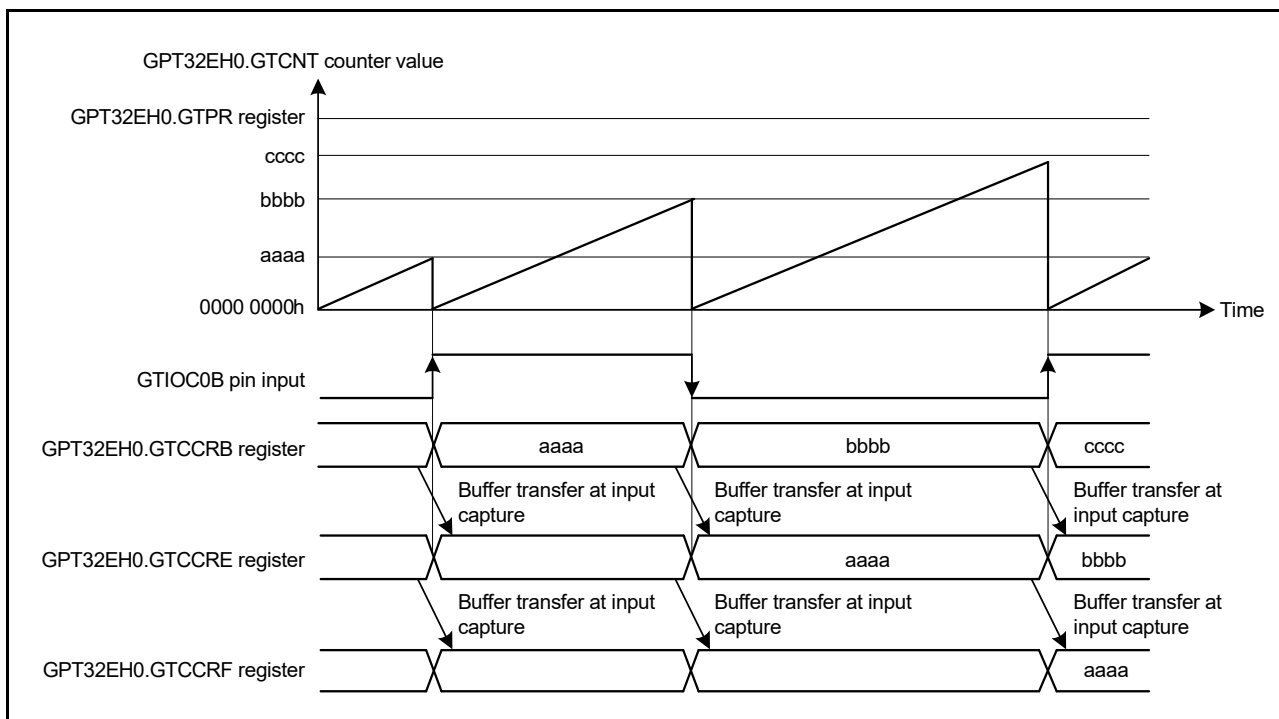 GPT32EH0.GTCNT counter value
GPT32EH0.GTPR register
cccc
bbbb
aaaa
0000 0000h
Time
GTIOC0B pin input
GPT32EH0.GTCCRB register
aaaa
bbbb
cccc
Buffer transfer at input
capture
Buffer transfer at input
capture
Buffer transfer at
input capture
GPT32EH0.GTCCRE register
aaaa
bbbb
Buffer transfer at input
capture
Buffer transfer at input
capture
Buffer transfer at
input capture
GPT32EH0.GTCCRF register
aaaa